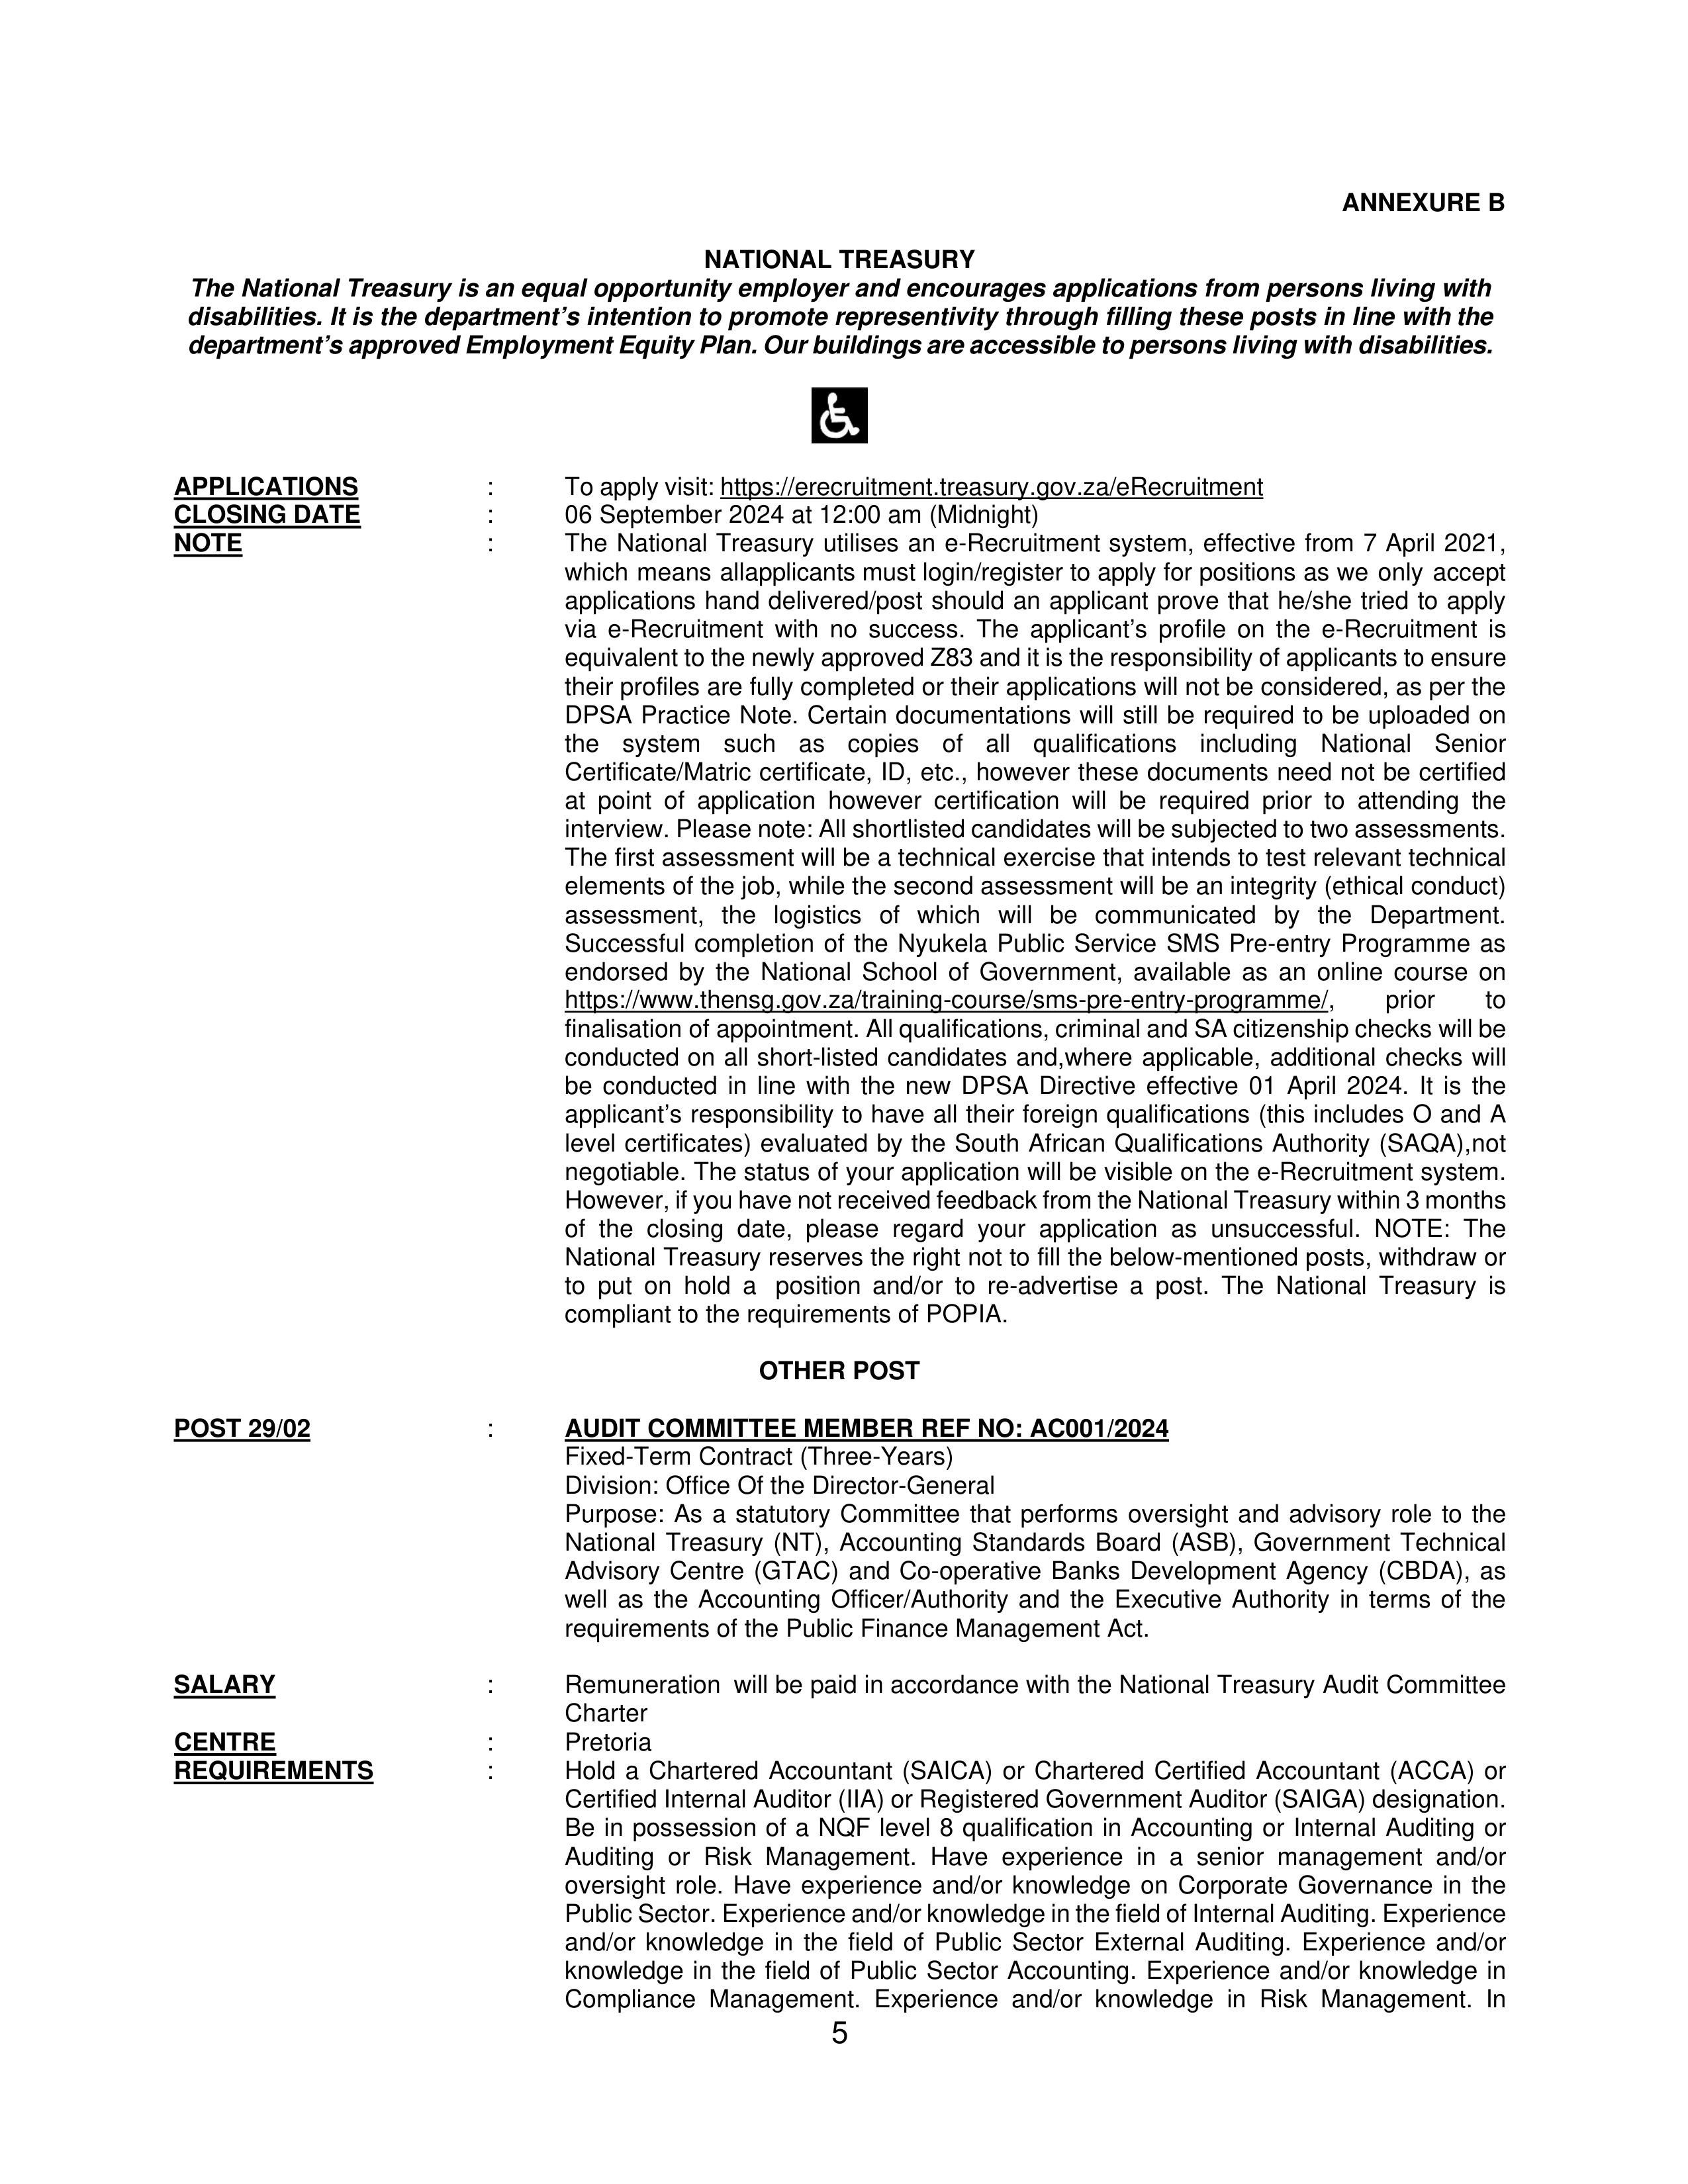 ANNEXURE B
NATIONAL TREASURY
The National Treasury is an equal opportunity employer and encourages applications from persons living with
disabilities. It is the department’s intention to promote representivity through filling these posts in line with the
department’s approved Employment Equity Plan. Our buildings are accessible to persons living with disabilities.
APPLICATIONS : To apply visit: https://erecruitment.treasury.gov.za/eRecruitment
CLOSING DATE : 06 September 2024 at 12:00 am (Midnight)
NOTE : The National Treasury utilises an e-Recruitment system, effective from 7 April 2021,
which means allapplicants must login/register to apply for positions as we only accept
applications hand delivered/post should an applicant prove that he/she tried to apply
via e-Recruitment with no success. The applicant’s profile on the e-Recruitment is
equivalent to the newly approved Z83 and it is the responsibility of applicants to ensure
their profiles are fully completed or their applications will not be considered, as per the
DPSA Practice Note. Certain documentations will still be required to be uploaded on
the system such as copies of all qualifications including National Senior
Certificate/Matric certificate, ID, etc., however these documents need not be certified
at point of application however certification will be required prior to attending the
interview. Please note: All shortlisted candidates will be subjected to two assessments.
The first assessment will be a technical exercise that intends to test relevant technical
elements of the job, while the second assessment will be an integrity (ethical conduct)
assessment, the logistics of which will be communicated by the Department.
Successful completion of the Nyukela Public Service SMS Pre-entry Programme as
endorsed by the National School of Government, available as an online course on
https://www.thensg.gov.za/training-course/sms-pre-entry-programme/, prior to
finalisation of appointment. All qualifications, criminal and SA citizenship checks will be
conducted on all short-listed candidates and,where applicable, additional checks will
be conducted in line with the new DPSA Directive effective 01 April 2024. It is the
applicant’s responsibility to have all their foreign qualifications (this includes O and A
level certificates) evaluated by the South African Qualifications Authority (SAQA),not
negotiable. The status of your application will be visible on the e-Recruitment system.
However, if you have not received feedback from the National Treasury within 3 months
of the closing date, please regard your application as unsuccessful. NOTE: The
National Treasury reserves the right not to fill the below-mentioned posts, withdraw or
to put on hold a position and/or to re-advertise a post. The National Treasury is
compliant to the requirements of POPIA.
OTHER POST
POST 29/02 : AUDIT COMMITTEE MEMBER REF NO: AC001/2024
Fixed-Term Contract (Three-Years)
Division: Office Of the Director-General
Purpose: As a statutory Committee that performs oversight and advisory role to the
National Treasury (NT), Accounting Standards Board (ASB), Government Technical
Advisory Centre (GTAC) and Co-operative Banks Development Agency (CBDA), as
well as the Accounting Officer/Authority and the Executive Authority in terms of the
requirements of the Public Finance Management Act.
SALARY : Remuneration will be paid in accordance with the National Treasury Audit Committee
Charter
CENTRE : Pretoria
REQUIREMENTS : Hold a Chartered Accountant (SAICA) or Chartered Certified Accountant (ACCA) or
Certified Internal Auditor (IIA) or Registered Government Auditor (SAIGA) designation.
Be in possession of a NQF level 8 qualification in Accounting or Internal Auditing or
Auditing or Risk Management. Have experience in a senior management and/or
oversight role. Have experience and/or knowledge on Corporate Governance in the
Public Sector. Experience and/or knowledge in the field of Internal Auditing. Experience
and/or knowledge in the field of Public Sector External Auditing. Experience and/or
knowledge in the field of Public Sector Accounting. Experience and/or knowledge in
Compliance Management. Experience and/or knowledge in Risk Management. In
5